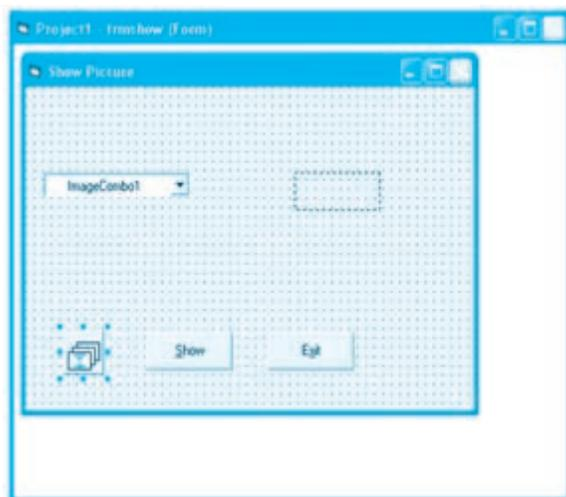 Project1 - frmshow (Form)
Show Picture
ImageCombo1
Show
Exit